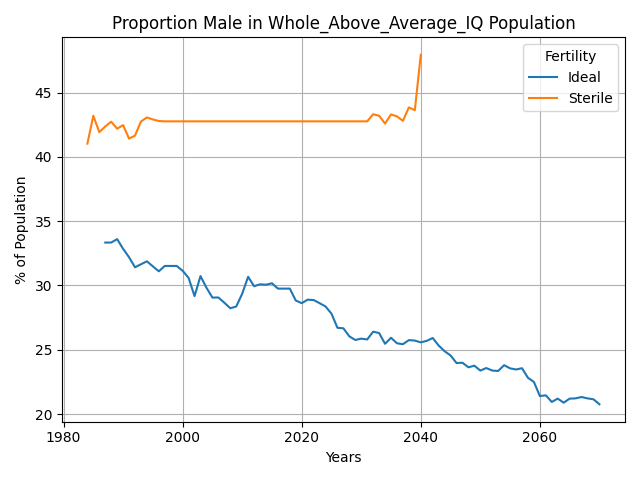 Proportion Male in Whole_Above_Average_IQ Population
% of Population
45
40
35
30
25
20
Fertility
Ideal
Sterile
1980
2000
2020
2040
2060
Years